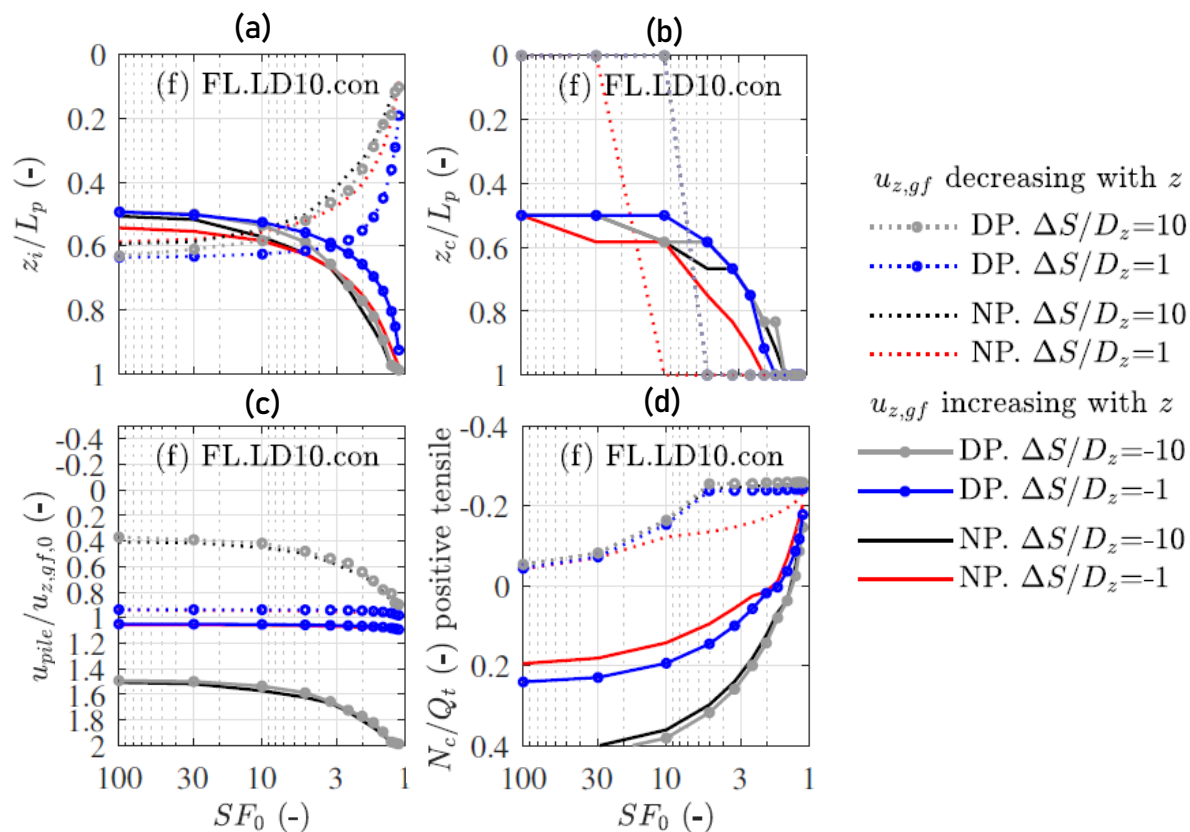 (a)
(b)
0
0.2
0.4
0.6
0.8
1
z_i/L_p (-)
(f) FL.LD10.con
0
0.2
0.4
0.6
0.8
1
z_c/L_p (-)
(f) FL.LD10.con
u_{z,gf} decreasing with z
DP. ΔS/D_z=10
DP. ΔS/D_z=1
NP. ΔS/D_z=10
NP. ΔS/D_z=1
u_{z,gf} increasing with z
DP. ΔS/D_z=-10
DP. ΔS/D_z=-1
NP. ΔS/D_z=-10
NP. ΔS/D_z=-1
(c)
(d)
-0.4
-0.2
0
0.2
0.4
0.6
0.8
1
1.2
1.4
1.6
1.8
2
u_{pile}/u_{z,gf,0} (-)
(f) FL.LD10.con
100
30
10
3
1
SF_0 (-)
-0.4
-0.2
0
0.2
0.4
N_c/Q_t (-) positive tensile
(f) FL.LD10.con
100
30
10
3
1
SF_0 (-)